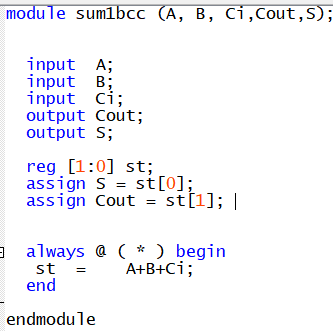 module sum1bcc (A, B, Ci,Cout,S);
input A;
input B;
input Ci;
output Cout;
output S;
reg [1:0] st;
assign S = st[0];
assign Cout = st[1];
always @ ( * ) begin
st = A+B+Ci;
end
endmodule